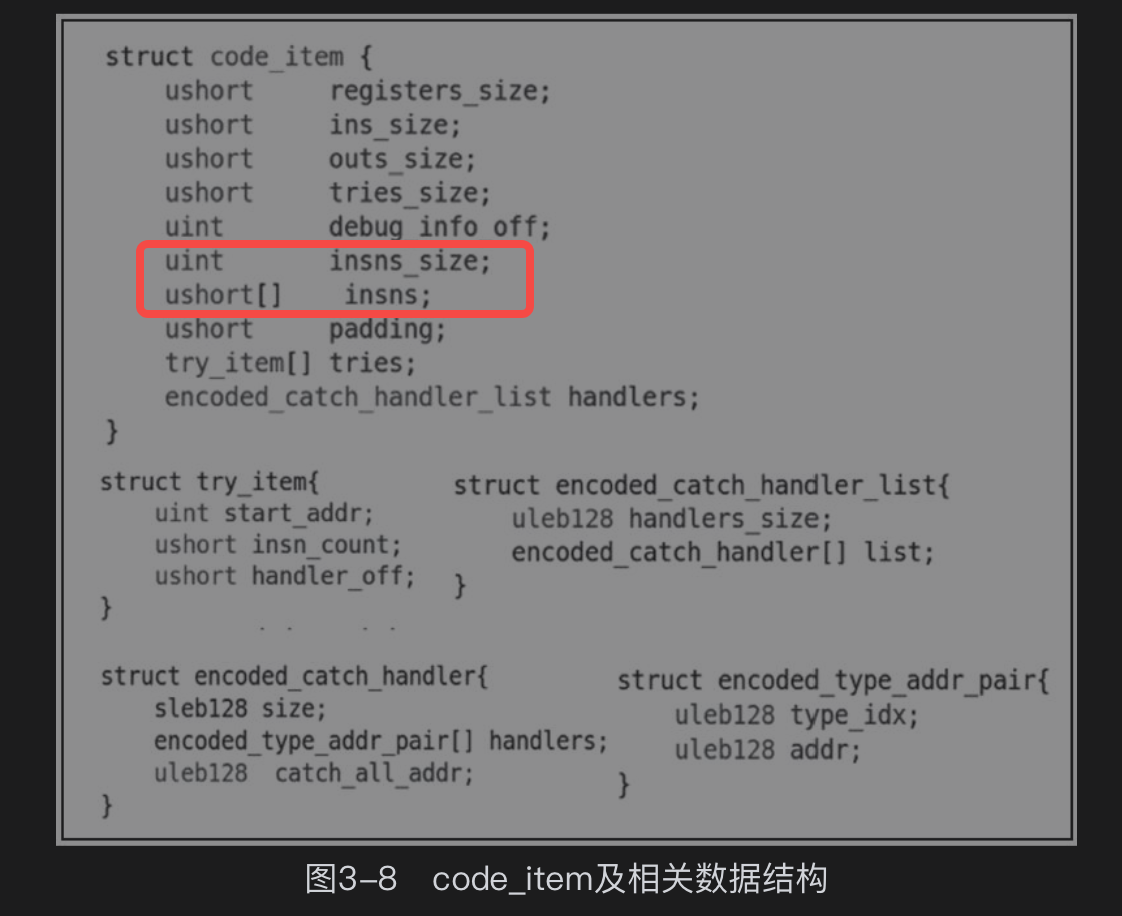 struct code_item {
ushort registers_size;
ushort ins_size;
ushort outs_size;
ushort tries_size;
uint debug_info_off;
uint insns_size;
ushort[] insns;
ushort padding;
try_item[] tries;
encoded_catch_handler_list handlers;
}
struct try_item{
uint start_addr;
ushort insn_count;
ushort handler_off;
}
struct encoded_catch_handler_list{
uleb128 handlers_size;
encoded_catch_handler[] list;
}
struct encoded_catch_handler{
sleb128 size;
encoded_type_addr_pair[] handlers;
uleb128 catch_all_addr;
}
struct encoded_type_addr_pair{
uleb128 type_idx;
uleb128 addr;
}
图3-8 code_item及相关数据结构